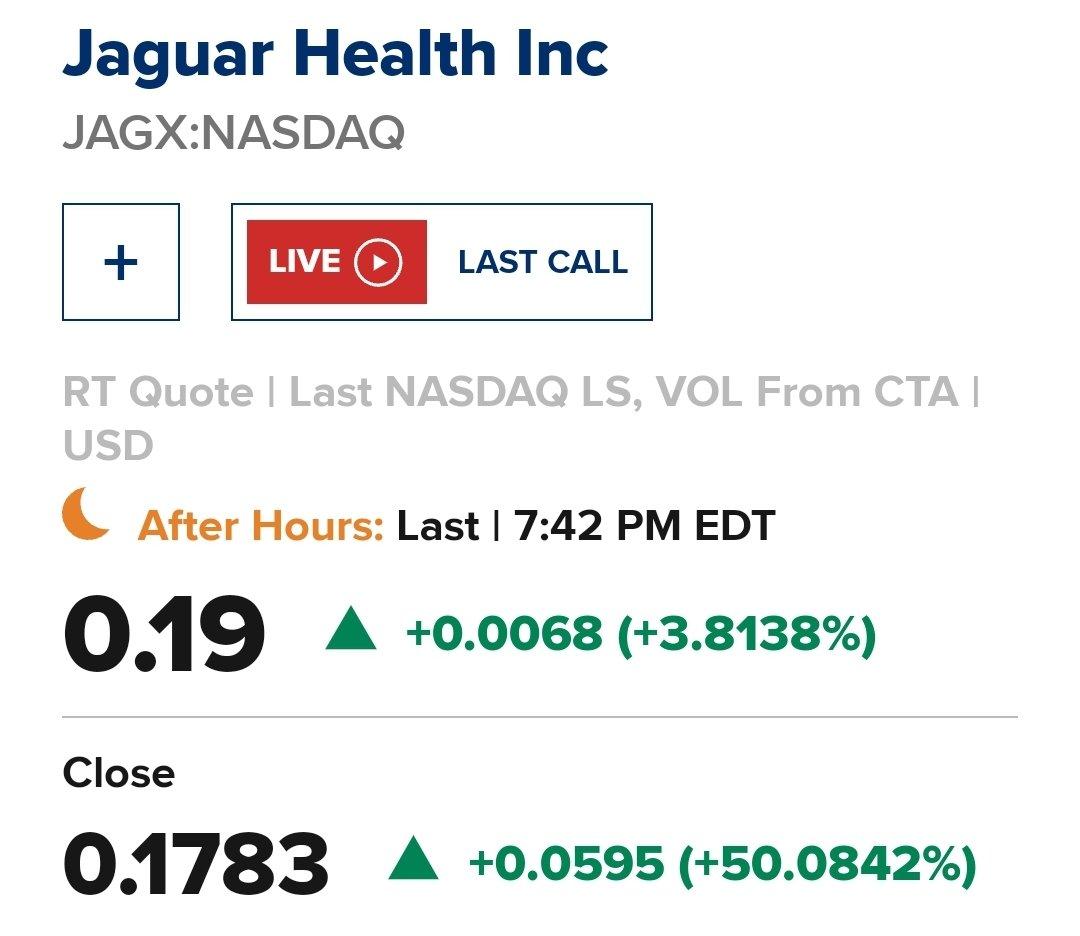 Jaguar Health Inc
JAGX:NASDAQ
+
LIVE LAST CALL
RT Quote | Last NASDAQ LS, VOL From CTA |
USD
After Hours: Last | 7:42 PM EDT
0.19 +0.0068 (+3.8138%)
Close
0.1783 +0.0595 (+50.0842%)